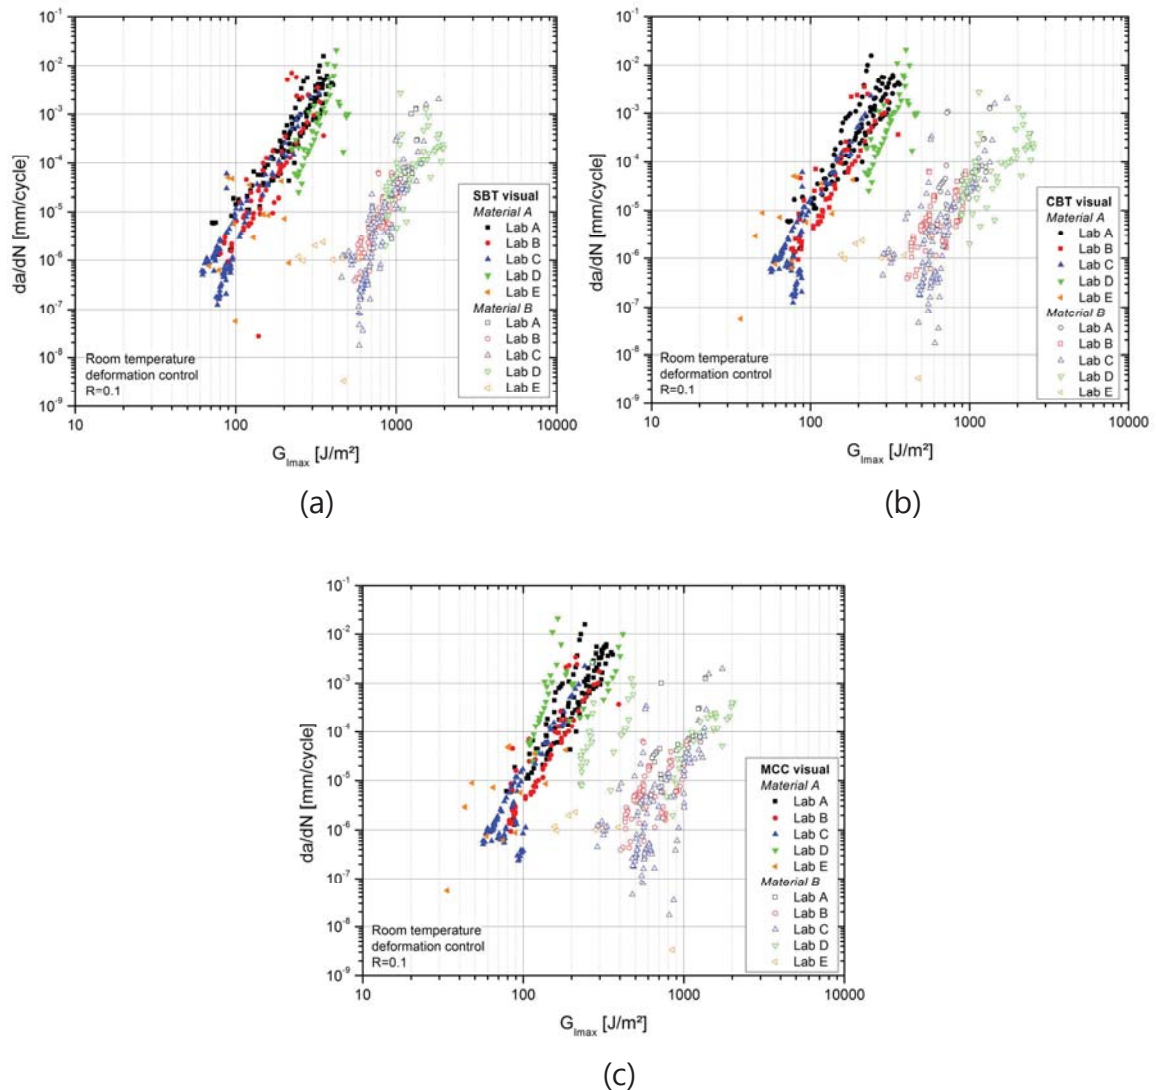 10⁻¹
10⁻²
10⁻³
10⁻⁴
10⁻⁵
10⁻⁶
10⁻⁷
10⁻⁸
10⁻⁹
da/dN [mm/cycle]
SBT visual
Material A
Lab A
Lab B
Lab C
Lab D
Lab E
Material B
Lab A
Lab B
Lab C
Lab D
Lab E
Room temperature
deformation control
R=0.1
10 100 1000 10000
G_Imax [J/m²]
(a)
10⁻¹
10⁻²
10⁻³
10⁻⁴
10⁻⁵
10⁻⁶
10⁻⁷
10⁻⁸
10⁻⁹
da/dN [mm/cycle]
CBT visual
Material A
Lab A
Lab B
Lab C
Lab D
Lab E
Material B
Lab A
Lab B
Lab C
Lab D
Lab E
Room temperature
deformation control
R=0.1
10 100 1000 10000
G_Imax [J/m²]
(b)
10⁻¹
10⁻²
10⁻³
10⁻⁴
10⁻⁵
10⁻⁶
10⁻⁷
10⁻⁸
10⁻⁹
da/dN [mm/cycle]
MCC visual
Material A
Lab A
Lab B
Lab C
Lab D
Lab E
Material B
Lab A
Lab B
Lab C
Lab D
Lab E
Room temperature
deformation control
R=0.1
10 100 1000 10000
G_Imax [J/m²]
(c)